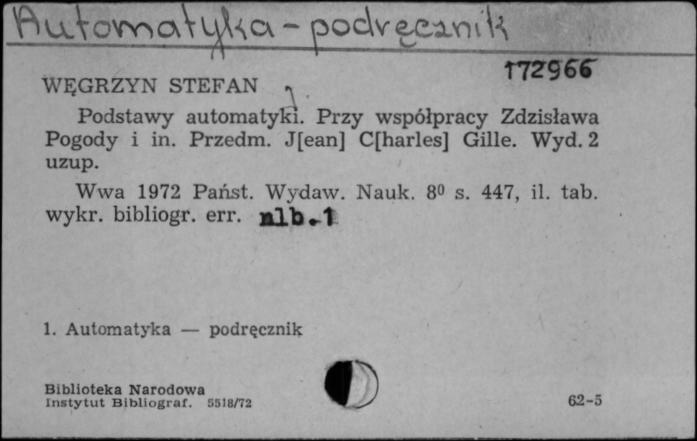 Automatyka – podręcznik
172966
WĘGRZYN STEFAN
Podstawy automatyki. Przy współpracy Zdzisława
Pogody i in. Przedm. J[ean] C[harles] Gille. Wyd. 2
uzup.
Wwa 1972 Państ. Wydaw. Nauk. 8⁰ s. 447, il. tab.
wykr. bibliogr. err. nlb. 1
1. Automatyka — podręcznik
Biblioteka Narodowa
Instytut Bibliograf. 5518/72
62-5